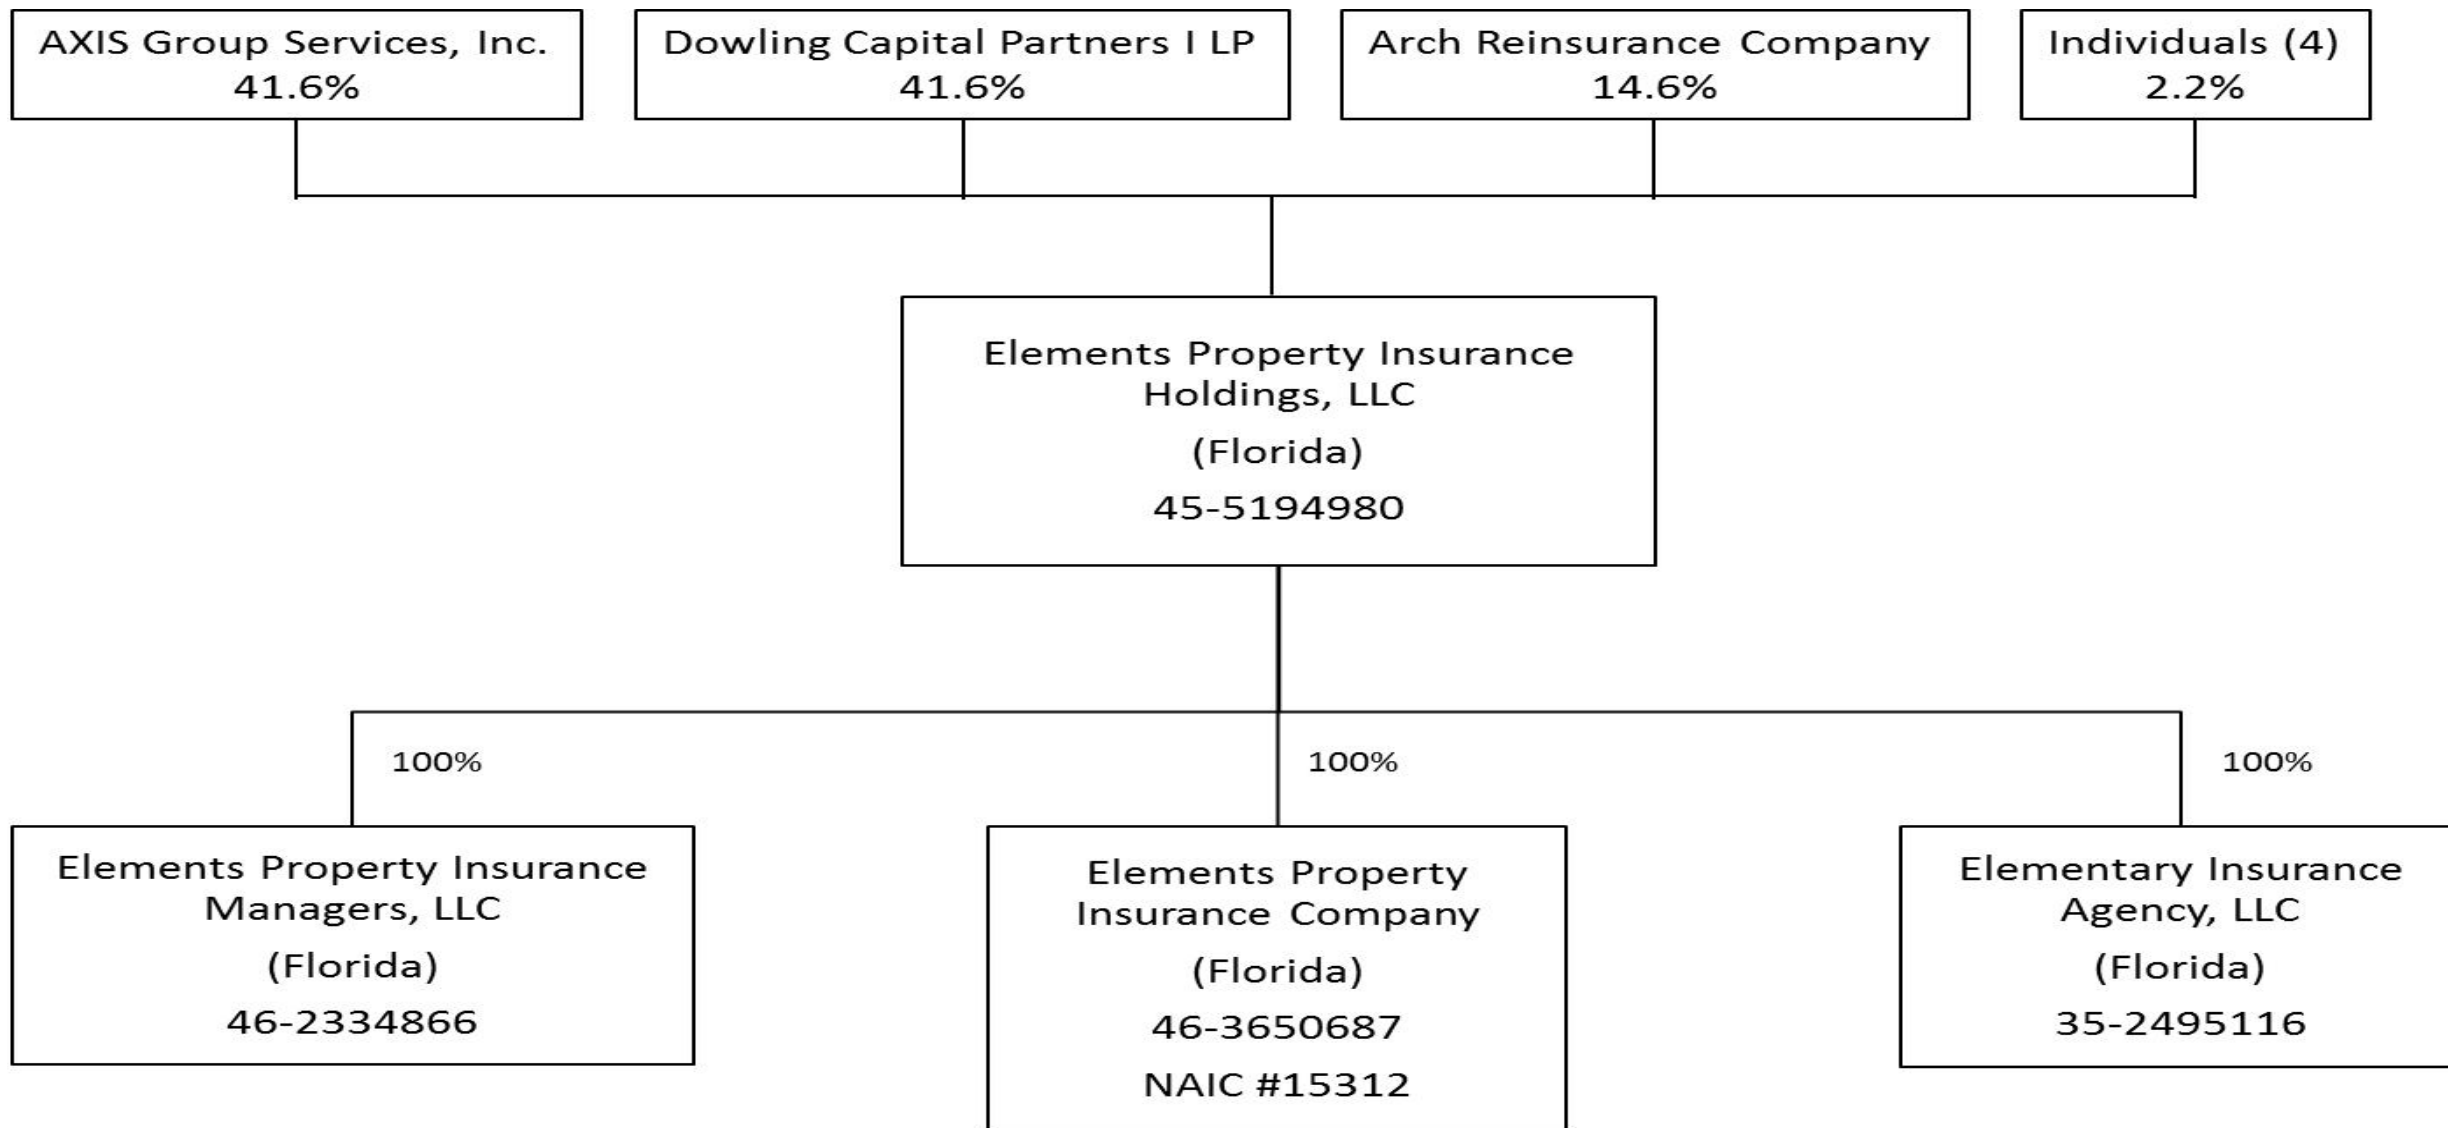 AXIS Group Services, Inc.
41.6%
Dowling Capital Partners I LP
41.6%
Arch Reinsurance Company
14.6%
Individuals (4)
2.2%
Elements Property Insurance
Holdings, LLC
(Florida)
45-5194980
100%
100%
100%
Elements Property Insurance
Managers, LLC
(Florida)
46-2334866
Elements Property
Insurance Company
(Florida)
46-3650687
NAIC #15312
Elementary Insurance
Agency, LLC
(Florida)
35-2495116